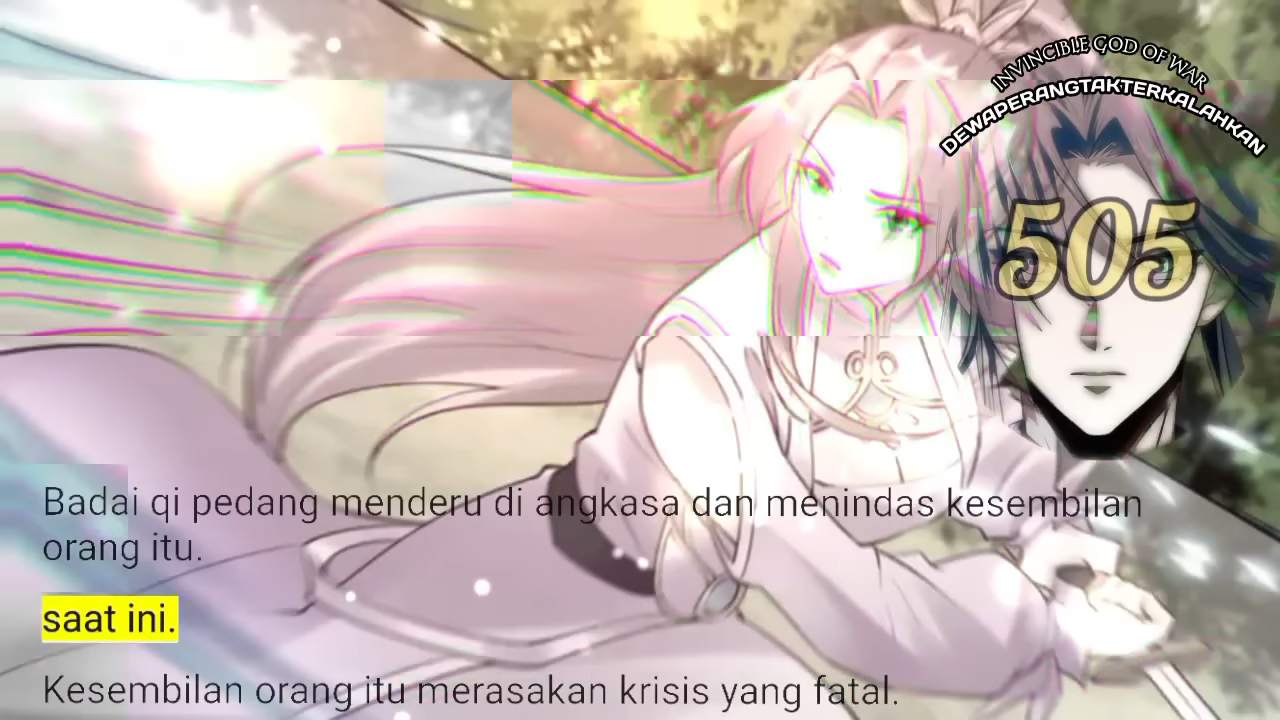 INVINCIBLE GOD OF WAR
DEWAPERANGTAKTERKALAHKAN
505
Badai qi pedang menderu di angkasa dan menindas kesembilan
orang itu.
saat ini.
Kesembilan orang itu merasakan krisis yang fatal.